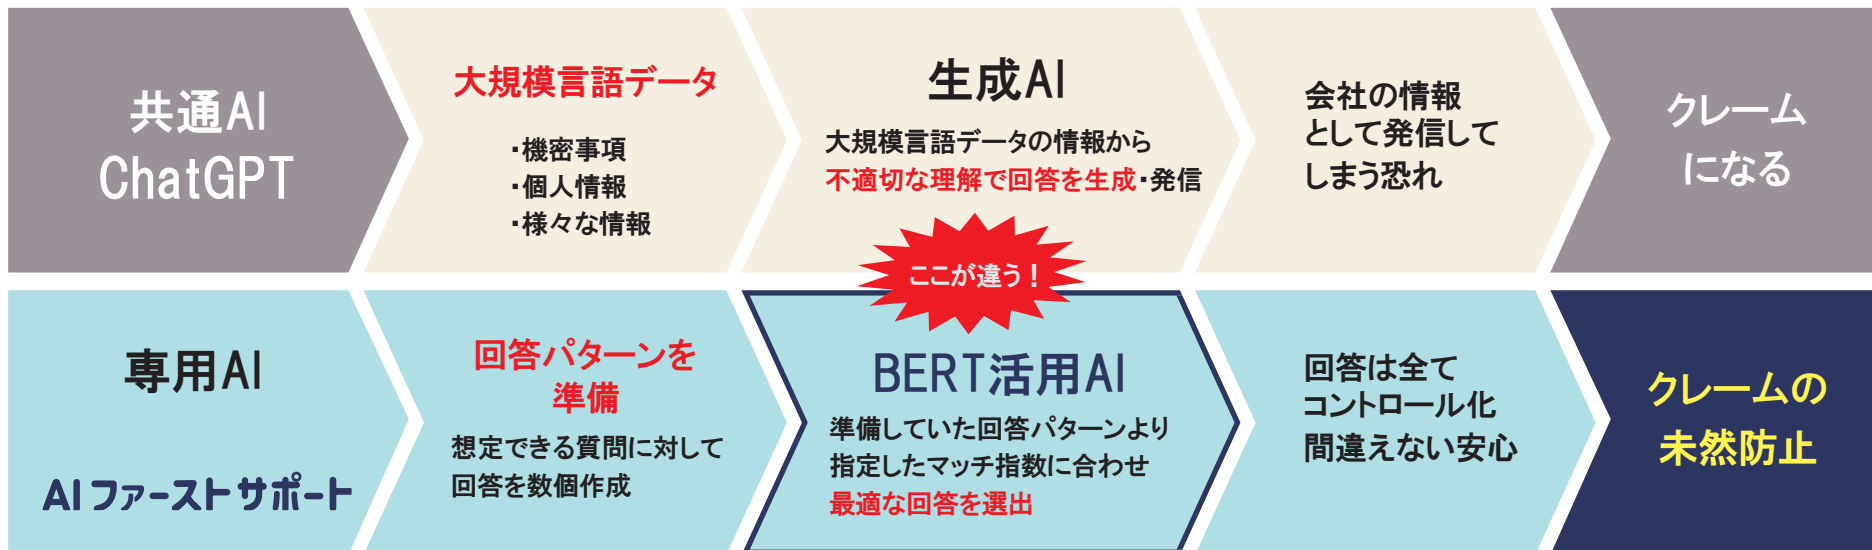 共通AI
ChatGPT
大規模言語データ
・機密事項
・個人情報
・様々な情報
生成AI
大規模言語データの情報から
不適切な理解で回答を生成・発信
会社の情報
として発信して
しまう恐れ
クレーム
になる
ここが違う！
専用AI
AIファーストサポート
回答パターンを
準備
想定できる質問に対して
回答を数個作成
BERT活用AI
準備していた回答パターンより
指定したマッチ指数に合わせ
最適な回答を選出
回答は全て
コントロール化
間違えない安心
クレームの
未然防止